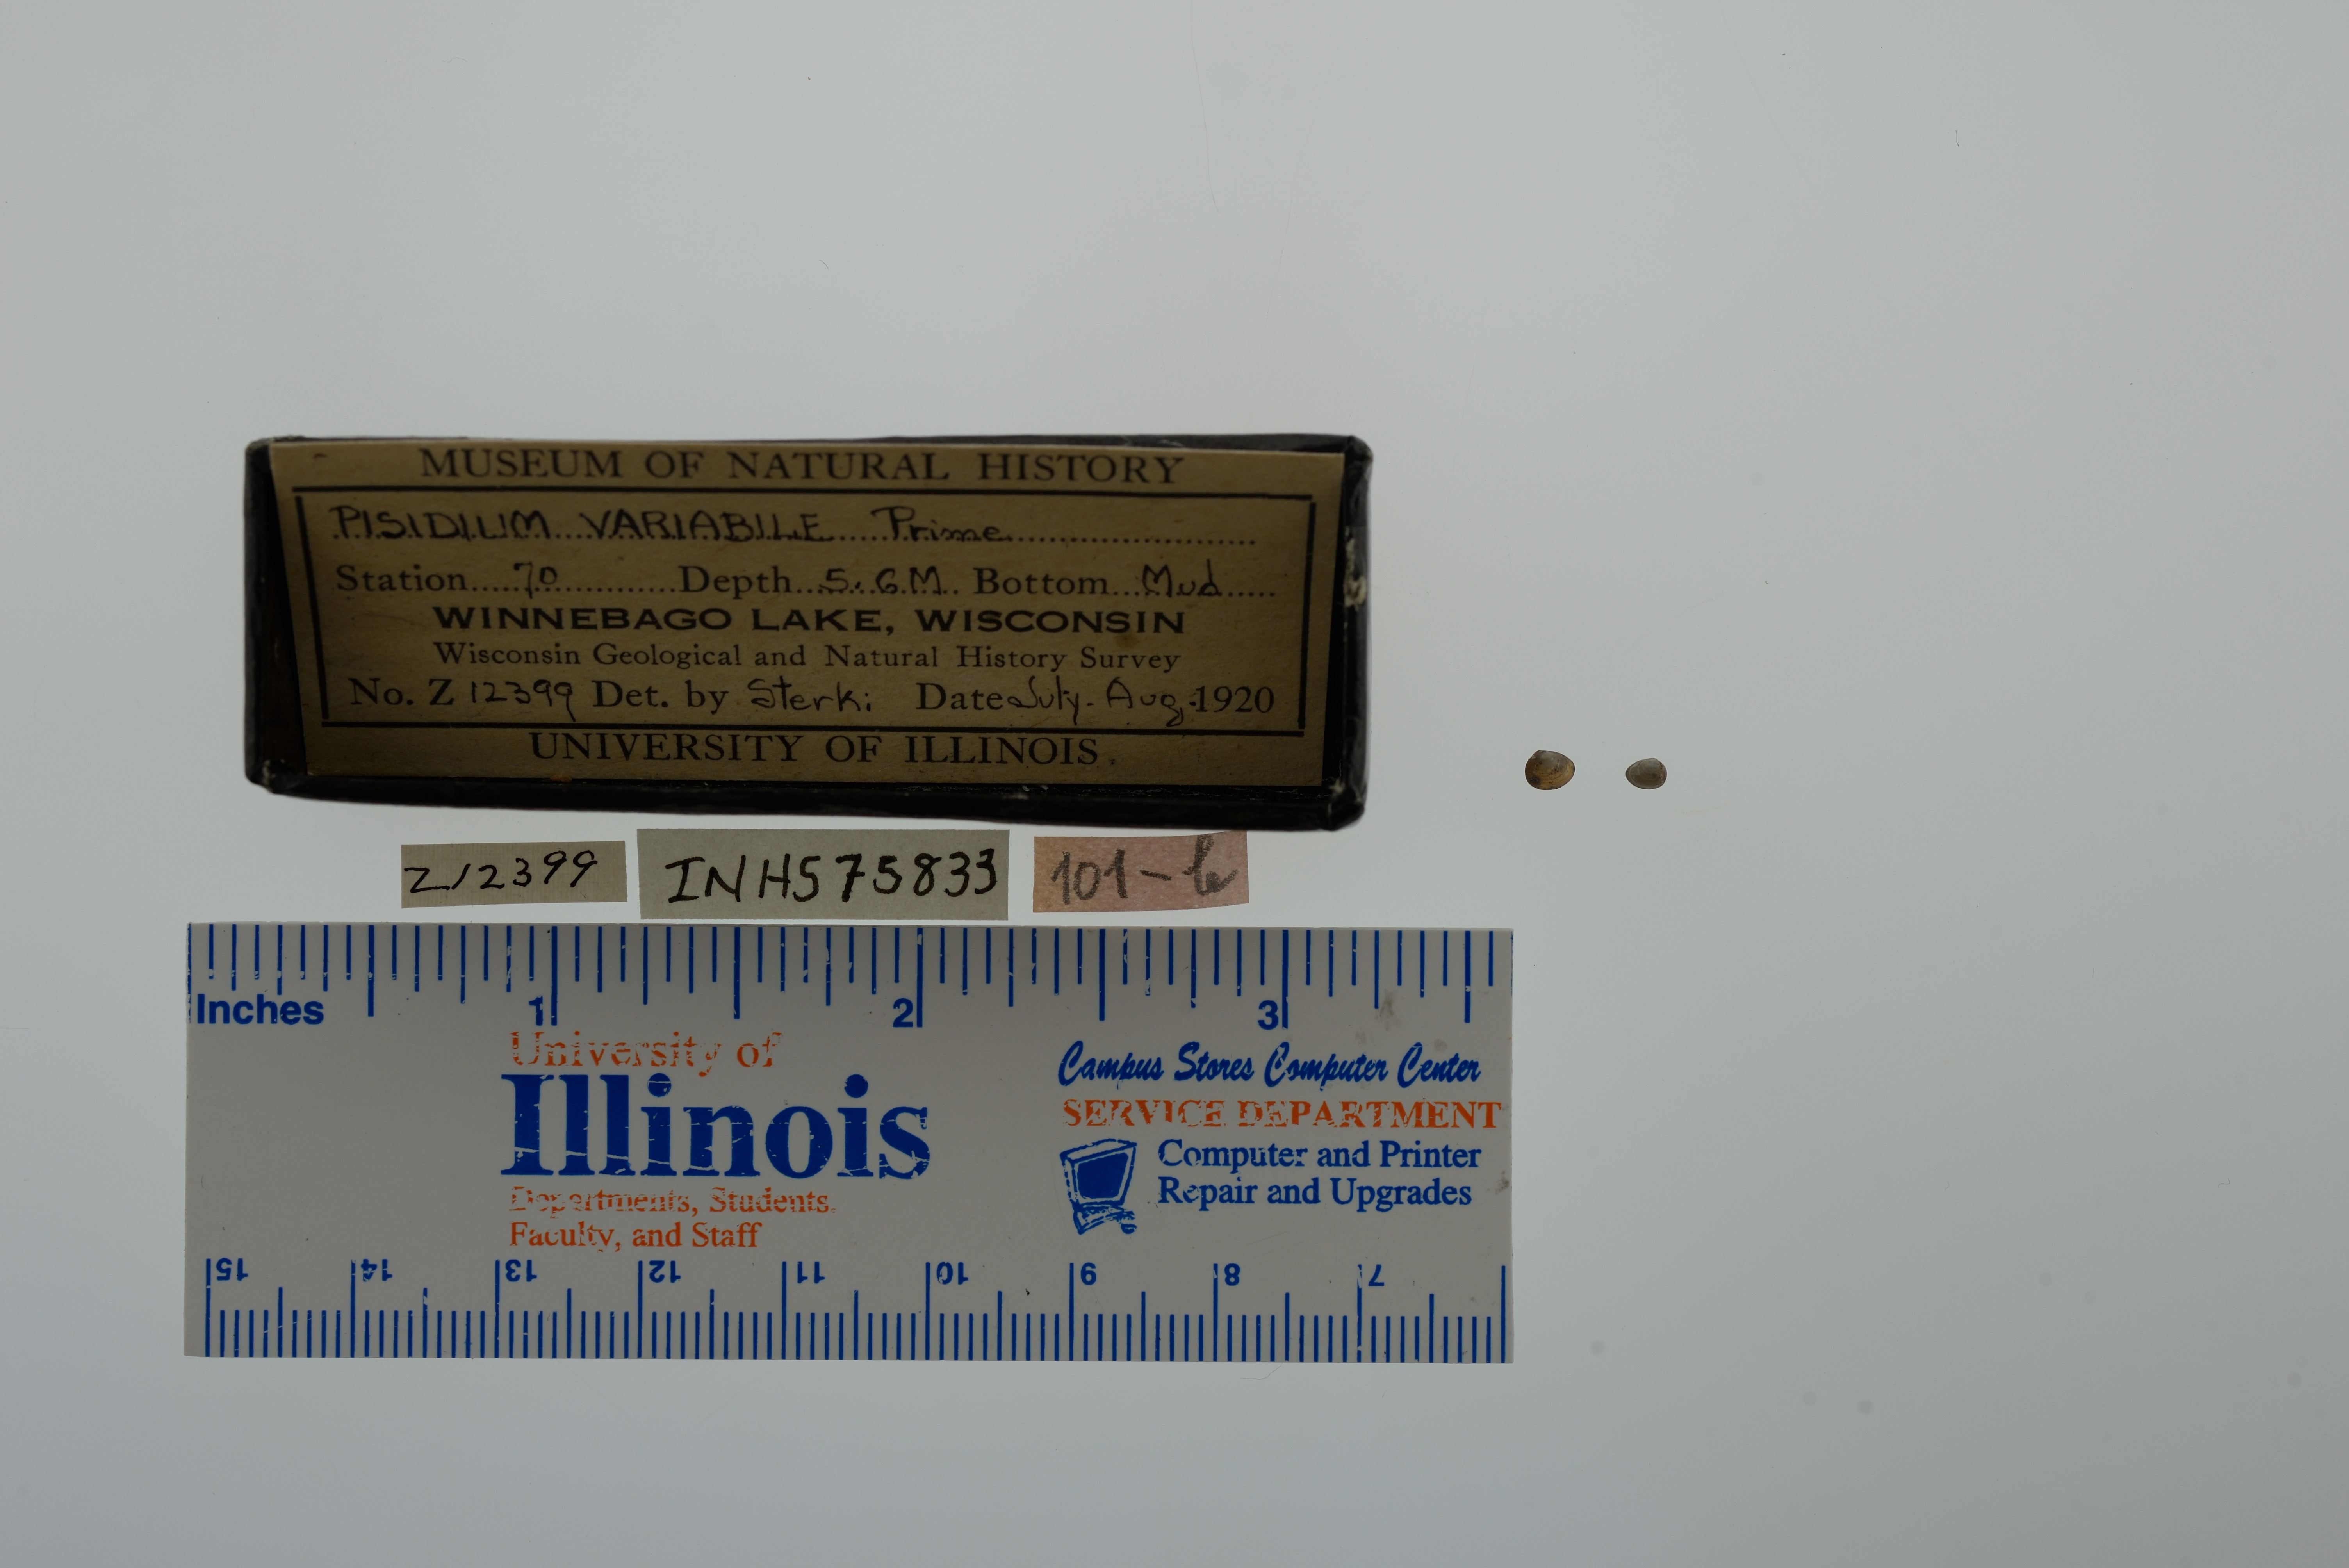 MUSEUM OF NATURAL HISTORY
PISIDIUM VARIABILE Prime
Station 70 Depth 5.6M. Bottom Mud
WINNEBAGO LAKE, WISCONSIN
Wisconsin Geological and Natural History Survey
No. Z 12399 Det. by Sterki Date July-Aug, 1920
UNIVERSITY OF ILLINOIS
Z12399
INHS75833
101-b
Inches 1 2 3
University of
Illinois
Departments, Students,
Faculty, and Staff
Campus Stores Computer Center
SERVICE DEPARTMENT
Computer and Printer
Repair and Upgrades
15 14 13 12 11 10 9 8 7